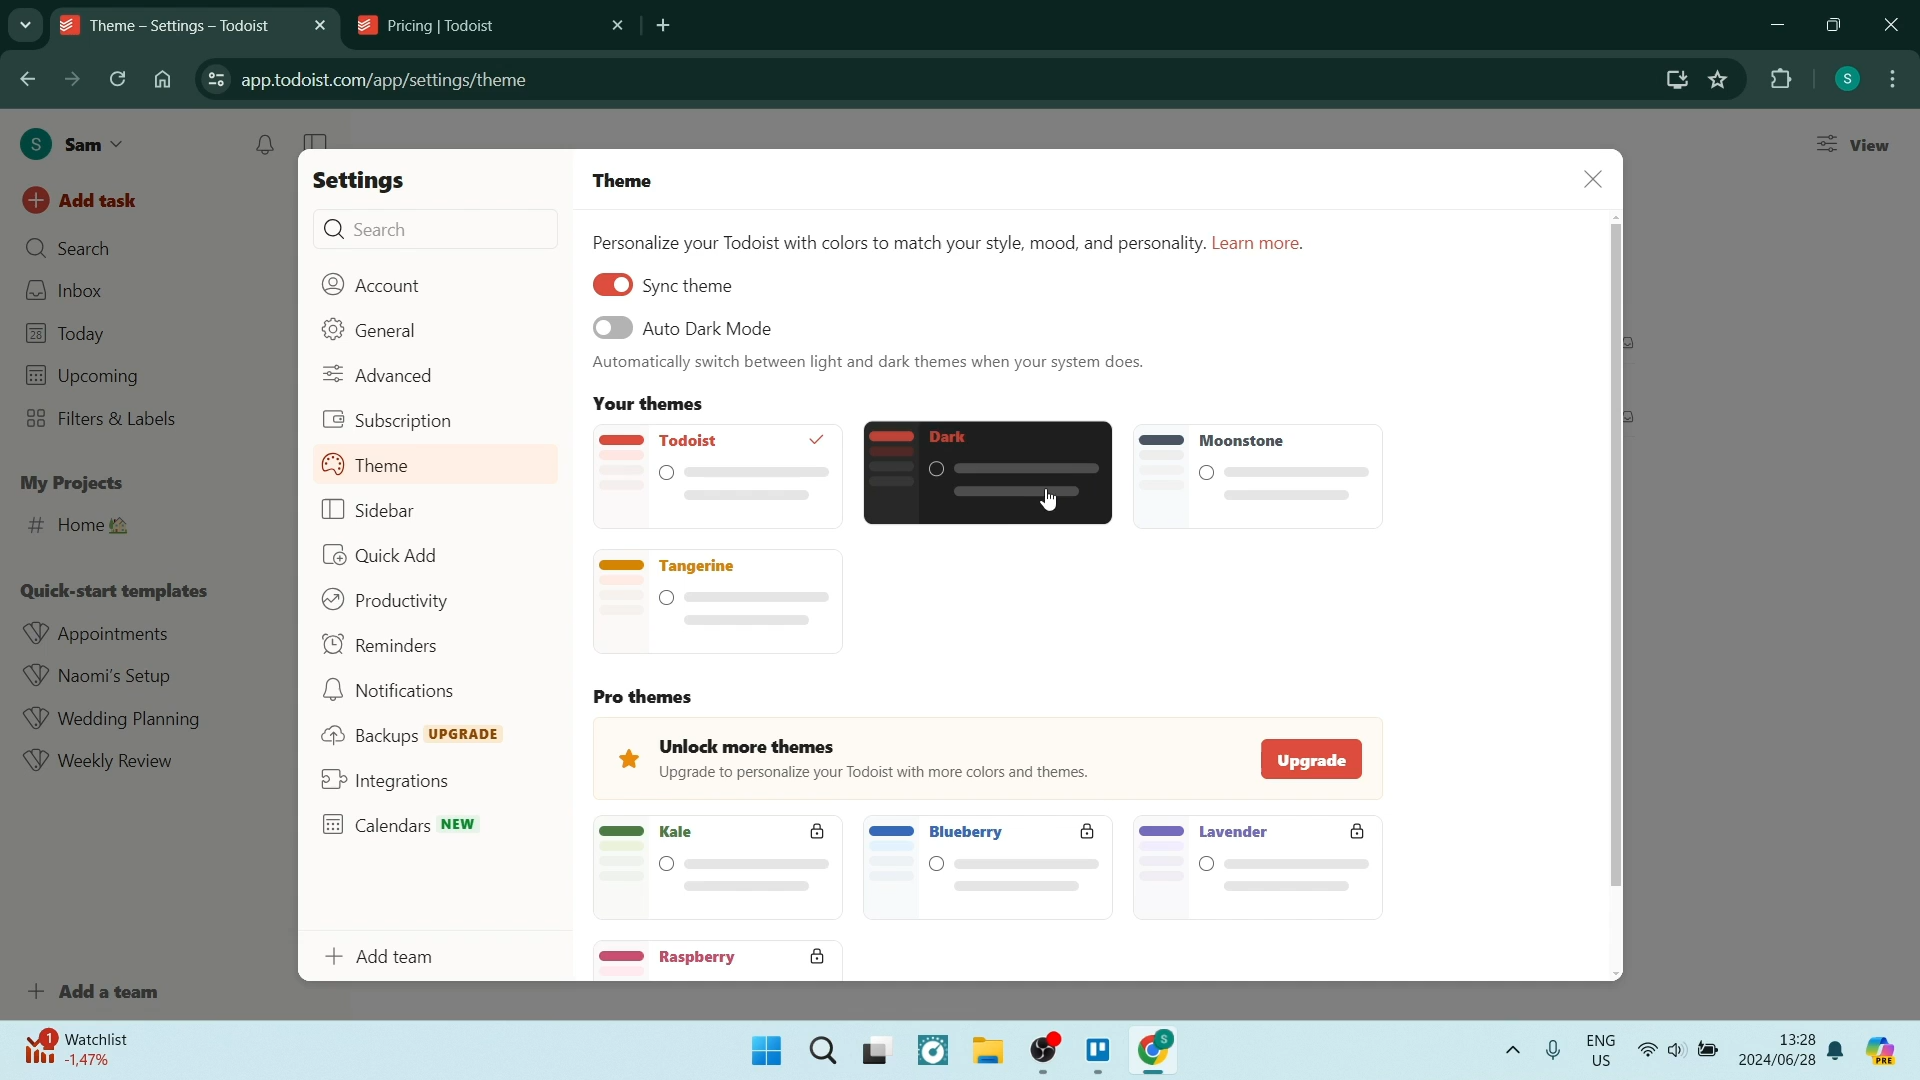 Theme – Settings – Todoist
Pricing | Todoist
app.todoist.com/app/settings/theme
S
S
Sam
View
Add task
Search
Inbox
28
Today
Upcoming
Filters & Labels
My Projects
# Home
Quick-start templates
Appointments
Naomi's Setup
Wedding Planning
Weekly Review
+ Add a team
Settings
Search
Account
General
Advanced
Subscription
Theme
Sidebar
Quick Add
Productivity
Reminders
Notifications
Backups UPGRADE
Integrations
Calendars NEW
+ Add team
Theme
Personalize your Todoist with colors to match your style, mood, and personality. Learn more.
Sync theme
Auto Dark Mode
Automatically switch between light and dark themes when your system does.
Your themes
Todoist
Dark
Moonstone
Tangerine
Pro themes
Unlock more themes
Upgrade to personalize your Todoist with more colors and themes.
Upgrade
Kale
Blueberry
Lavender
Raspberry
1
Watchlist
-1,47%
S
ENG
US
13:28
2024/06/28
PRE